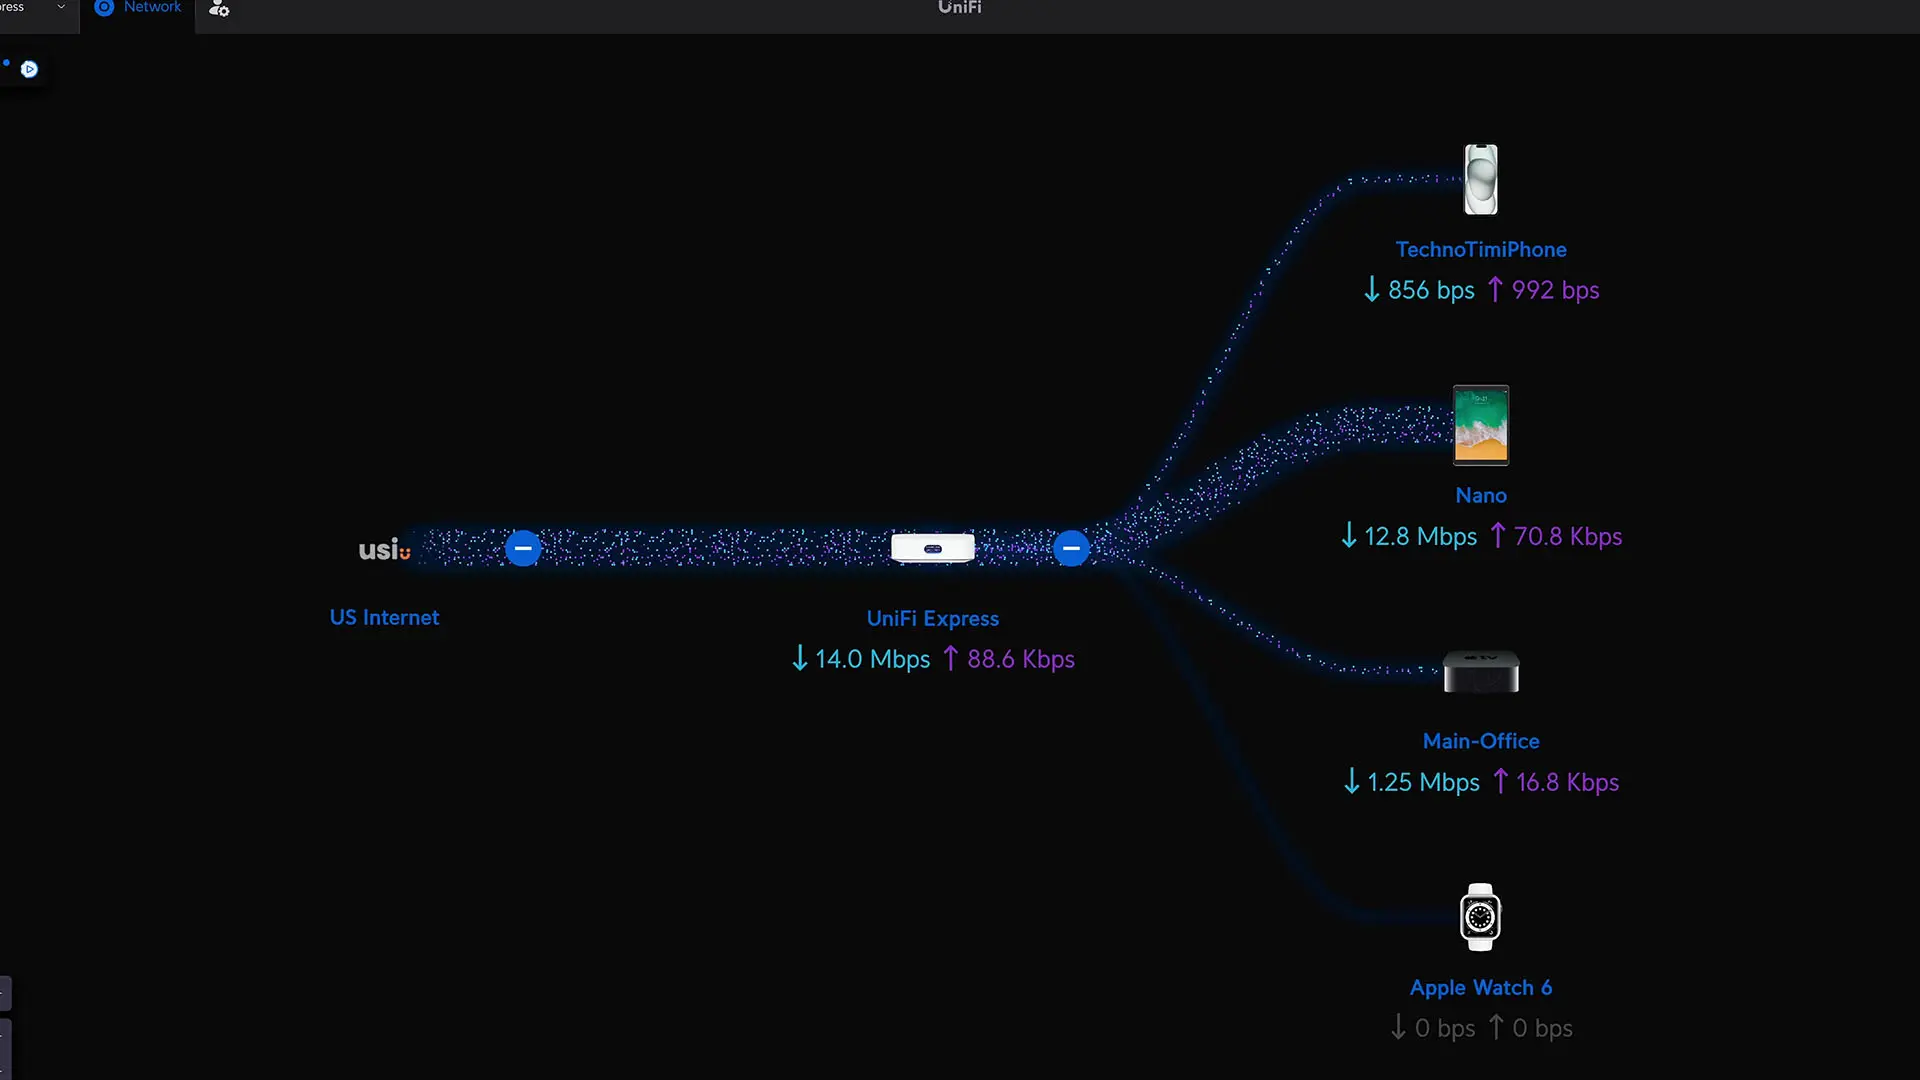 Network
UniFi
TechnoTimiPhone
↓ 856 bps ↑ 992 bps
Nano
↓ 12.8 Mbps ↑ 70.8 Kbps
usi
US Internet
UniFi Express
↓ 14.0 Mbps ↑ 88.6 Kbps
Main-Office
↓ 1.25 Mbps ↑ 16.8 Kbps
Apple Watch 6
↓ 0 bps ↑ 0 bps